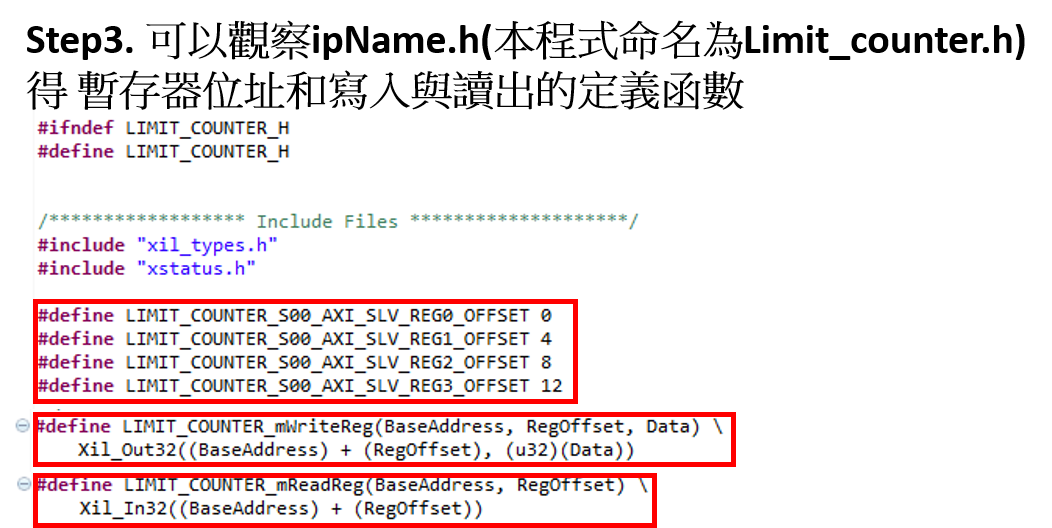 Step3. 可以觀察ipName.h(本程式命名為Limit_counter.h)
得 暫存器位址和寫入與讀出的定義函數
#ifndef LIMIT_COUNTER_H
#define LIMIT_COUNTER_H
/****************** Include Files ********************/
#include "xil_types.h"
#include "xstatus.h"
#define LIMIT_COUNTER_S00_AXI_SLV_REG0_OFFSET 0
#define LIMIT_COUNTER_S00_AXI_SLV_REG1_OFFSET 4
#define LIMIT_COUNTER_S00_AXI_SLV_REG2_OFFSET 8
#define LIMIT_COUNTER_S00_AXI_SLV_REG3_OFFSET 12
#define LIMIT_COUNTER_mWriteReg(BaseAddress, RegOffset, Data) \
Xil_Out32((BaseAddress) + (RegOffset), (u32)(Data))
#define LIMIT_COUNTER_mReadReg(BaseAddress, RegOffset) \
Xil_In32((BaseAddress) + (RegOffset))